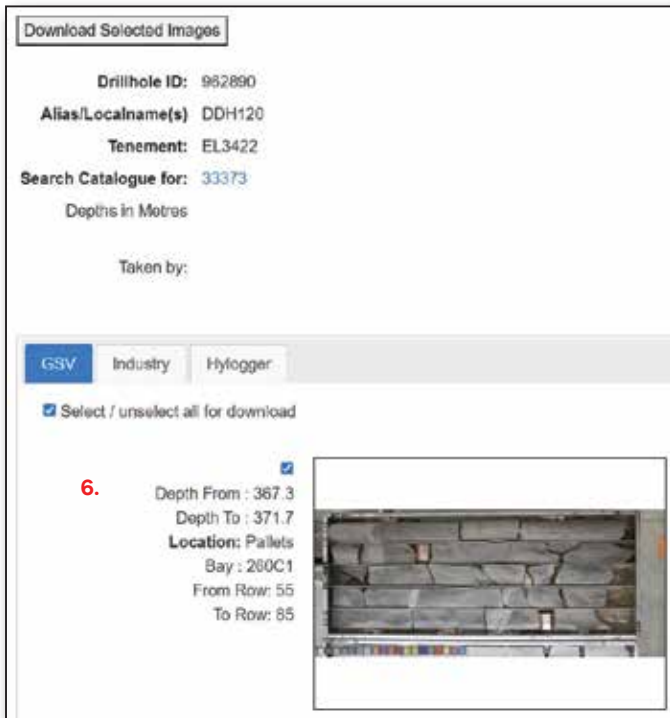 Download Selected Images
Drillhole ID: 962890
Alias/Localname(s) DDH120
Tenement: EL3422
Search Catalogue for: 33373
Depths in Metres
Taken by:
GSV Industry Hylogger
Select / unselect all for download
6.
Depth From : 367.3
Depth To : 371.7
Location: Pallets
Bay : 260C1
From Row: 55
To Row: 85